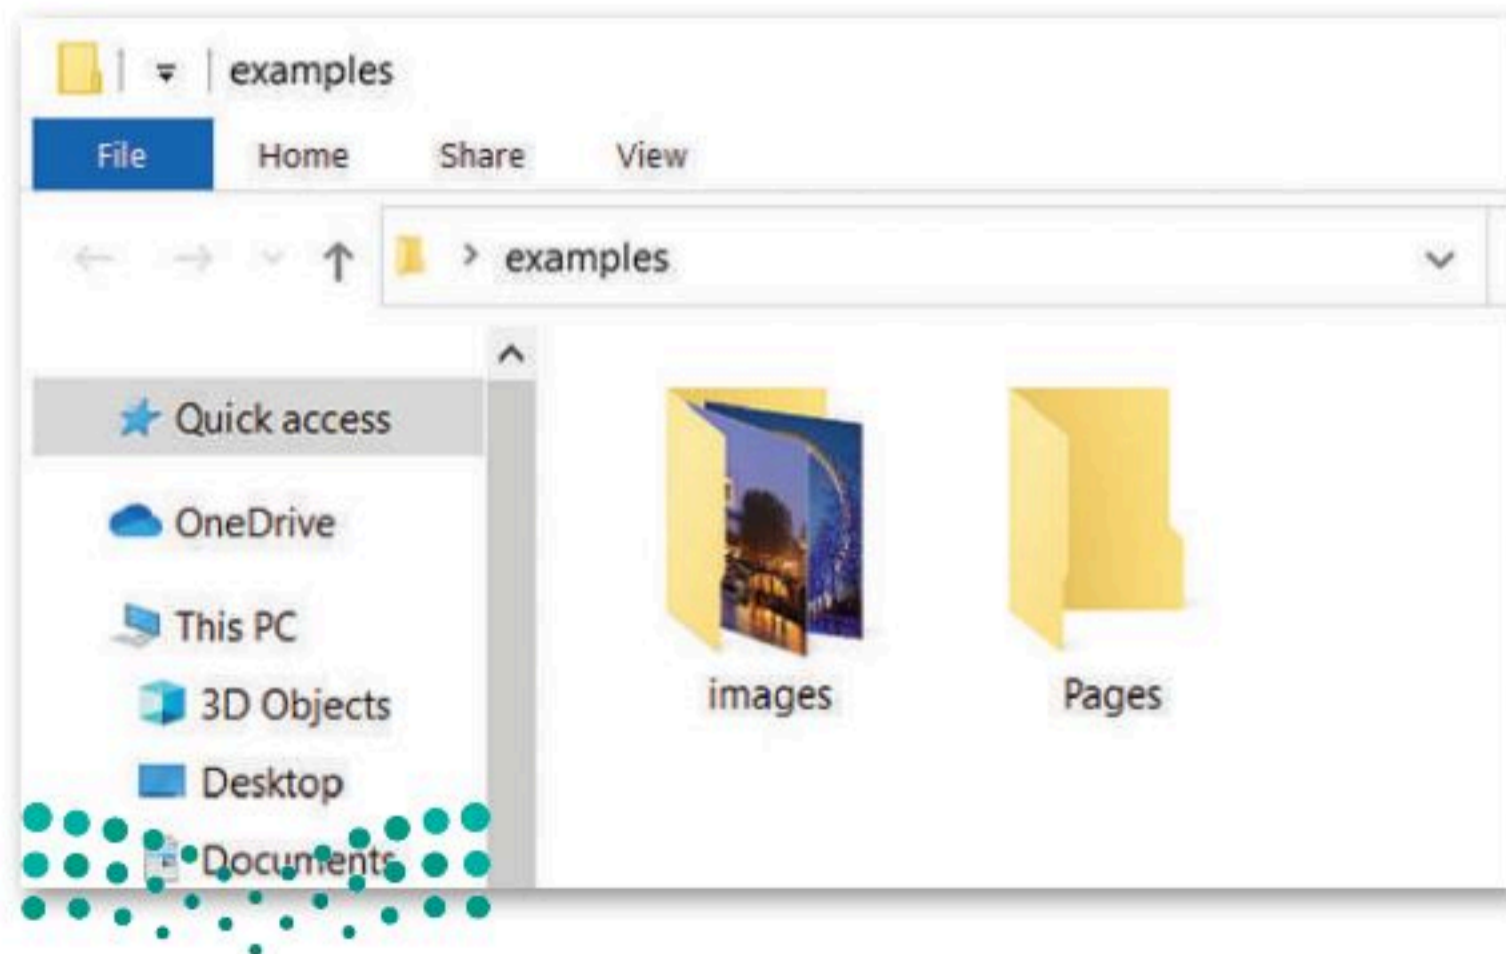 examples
File Home Share View
examples
Quick access
OneDrive
This PC
3D Objects
Desktop
Documents
images Pages